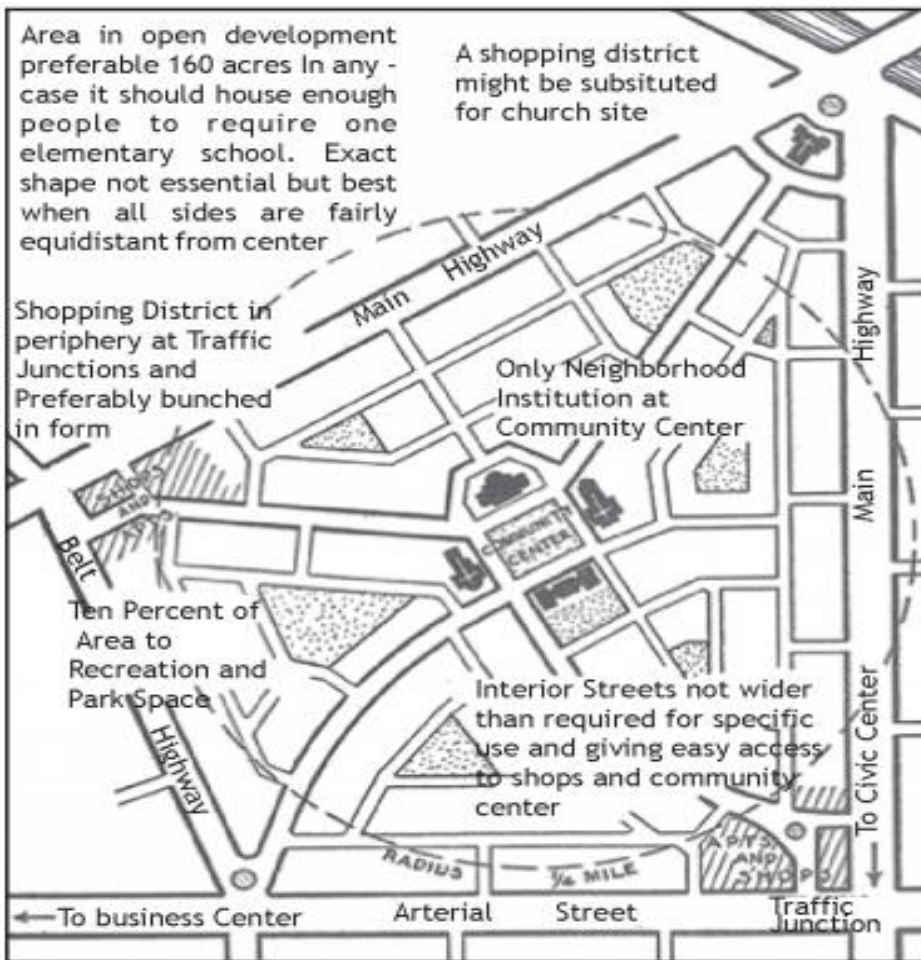 Area in open development
preferable 160 acres In any -
case it should house enough
people to require one
elementary school. Exact
shape not essential but best
when all sides are fairly
equidistant from center
A shopping district
might be subsituted
for church site
Main Highway
Shopping District in
periphery at Traffic
Junctions and
Preferably bunched
in form
Only Neighborhood
Institution at
Community Center
Main Highway
SHOPS
AND
APTS
COMMUNITY
CENTER
Belt
Highway
Ten Percent of
Area to
Recreation and
Park Space
Interior Streets not wider
than required for specific
use and giving easy access
to shops and community
center
To Civic Center
APTS.
AND
SHOPS
RADIUS 1/4 MILE
To business Center
Arterial Street
Traffic
Junction